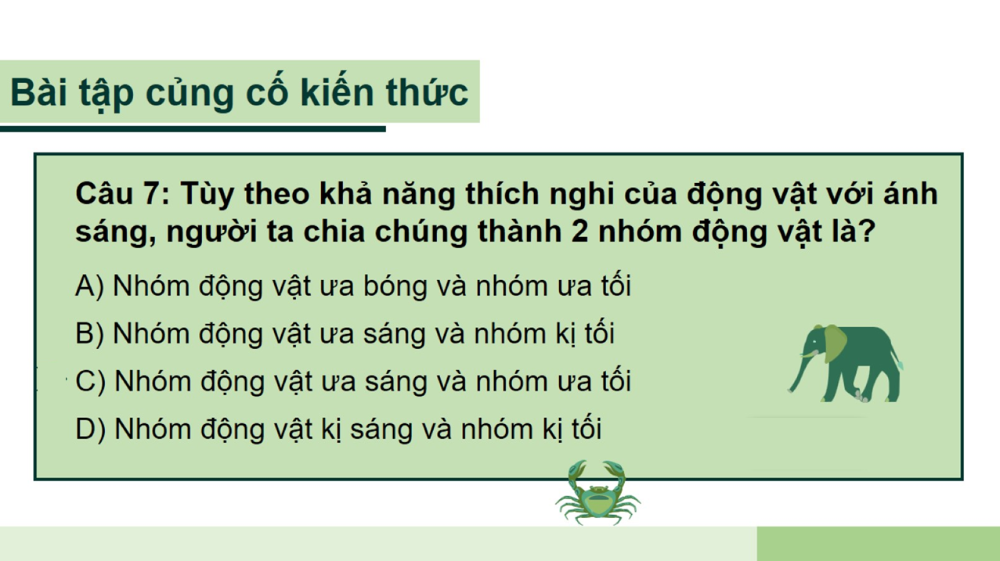 Bài tập củng cố kiến thức
Câu 7: Tùy theo khả năng thích nghi của động vật với ánh
sáng, người ta chia chúng thành 2 nhóm động vật là?
A) Nhóm động vật ưa bóng và nhóm ưa tối
B) Nhóm động vật ưa sáng và nhóm kị tối
C) Nhóm động vật ưa sáng và nhóm ưa tối
D) Nhóm động vật kị sáng và nhóm kị tối